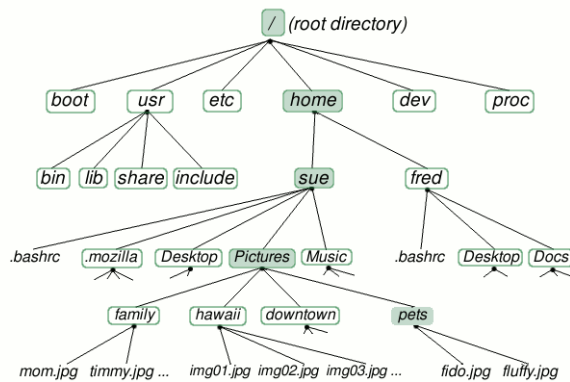 / (root directory)
boot usr etc home dev proc
bin lib share include sue fred
.bashrc .mozilla Desktop Pictures Music .bashrc Desktop Docs
family hawaii downtown pets
mom.jpg timmy.jpg ... img01.jpg img02.jpg img03.jpg ... fido.jpg fluffy.jpg